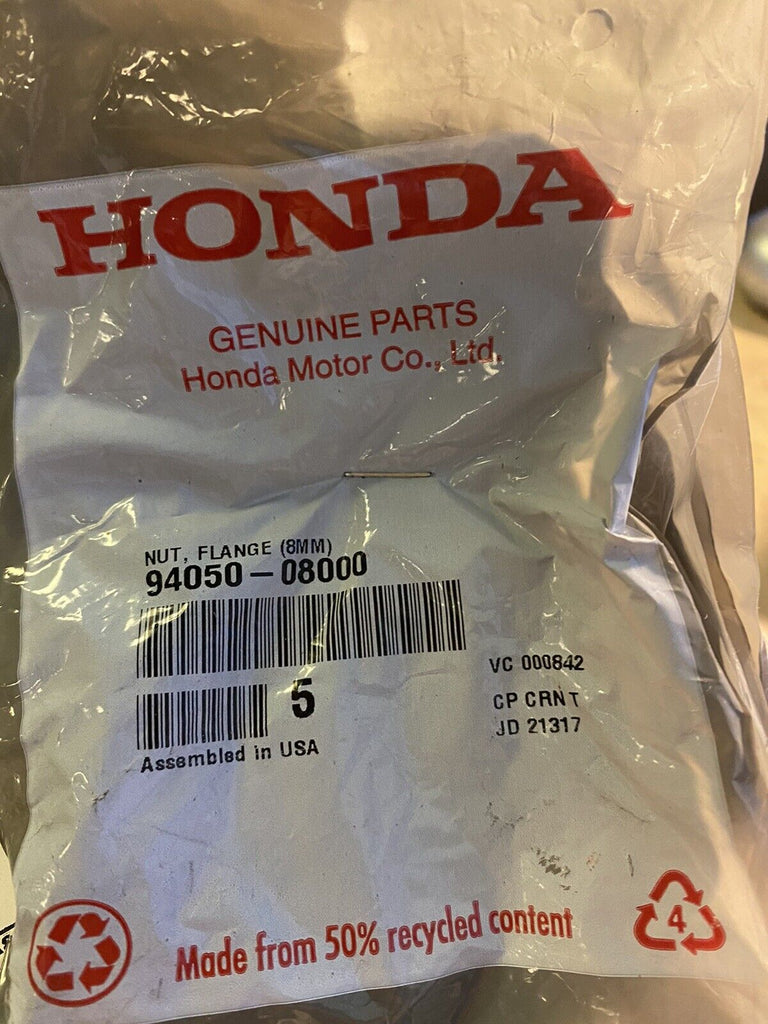 HONDA
GENUINE PARTS
Honda Motor Co., Ltd.
NUT, FLANGE (8MM)
94050-08000
5
VC 000842
CP CRNT
JD 21317
Assembled in USA
Made from 50% recycled content
4